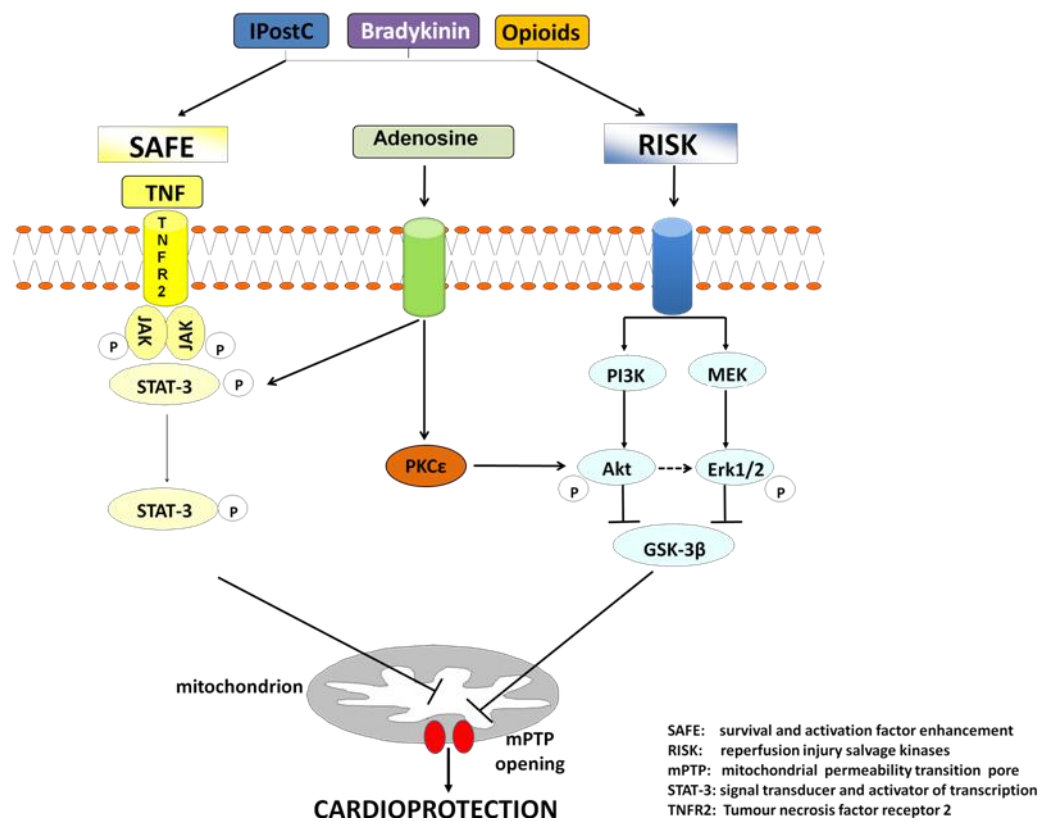 IPostC
Bradykinin
Opioids
SAFE
Adenosine
RISK
TNF
T
N
F
R
2
JAK
JAK
P
P
STAT-3
P
PI3K
MEK
PKCε
Akt
Erk1/2
P
P
STAT-3
P
GSK-3β
mitochondrion
mPTP
opening
CARDIOPROTECTION
SAFE: survival and activation factor enhancement
RISK: reperfusion injury salvage kinases
mPTP: mitochondrial permeability transition pore
STAT-3: signal transducer and activator of transcription
TNFR2: Tumour necrosis factor receptor 2